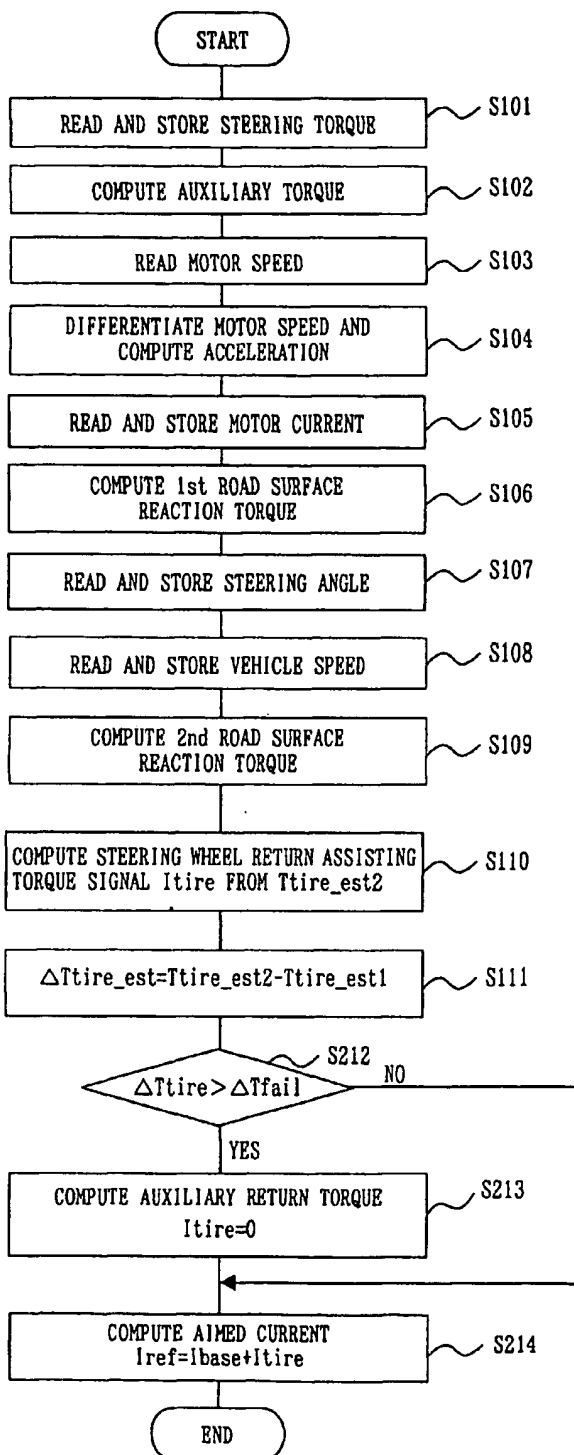 START
READ AND STORE STEERING TORQUE
S101
COMPUTE AUXILIARY TORQUE
S102
READ MOTOR SPEED
S103
DIFFERENTIATE MOTOR SPEED AND
COMPUTE ACCELERATION
S104
READ AND STORE MOTOR CURRENT
S105
COMPUTE 1st ROAD SURFACE
REACTION TORQUE
S106
READ AND STORE STEERING ANGLE
S107
READ AND STORE VEHICLE SPEED
S108
COMPUTE 2nd ROAD SURFACE
REACTION TORQUE
S109
COMPUTE STEERING WHEEL RETURN ASSISTING
TORQUE SIGNAL Itire FROM Ttire_est2
S110
△Ttire_est=Ttire_est2-Ttire_est1
S111
S212
△Ttire>△Tfail
NO
YES
COMPUTE AUXILIARY RETURN TORQUE
Itire=0
S213
COMPUTE AIMED CURRENT
Iref=Ibase+Itire
S214
END